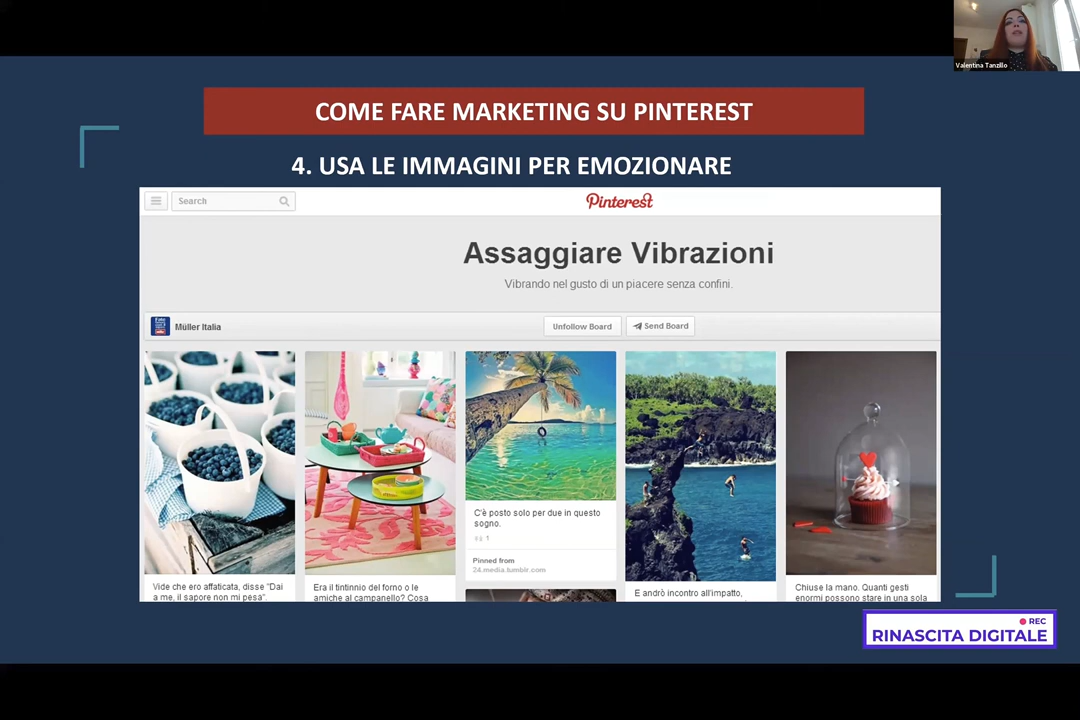 Valentina Tanzillo
COME FARE MARKETING SU PINTEREST
4. USA LE IMMAGINI PER EMOZIONARE
Search
Pinterest
Assaggiare Vibrazioni
Vibrando nel gusto di un piacere senza confini.
Müller Italia
Unfollow Board
Send Board
Vide che ero affaticata, disse "Dai
a me, il sapore non mi pesa".
Era il tintinnio del forno o le
amiche al campanello? Cosa
C'è posto solo per due in questo
sogno.
1
Pinned from
24.media.tumblr.com
E andrò incontro all'impatto,
Chiuse la mano. Quanti gesti
enormi possono stare in una sola
REC
RINASCITA DIGITALE